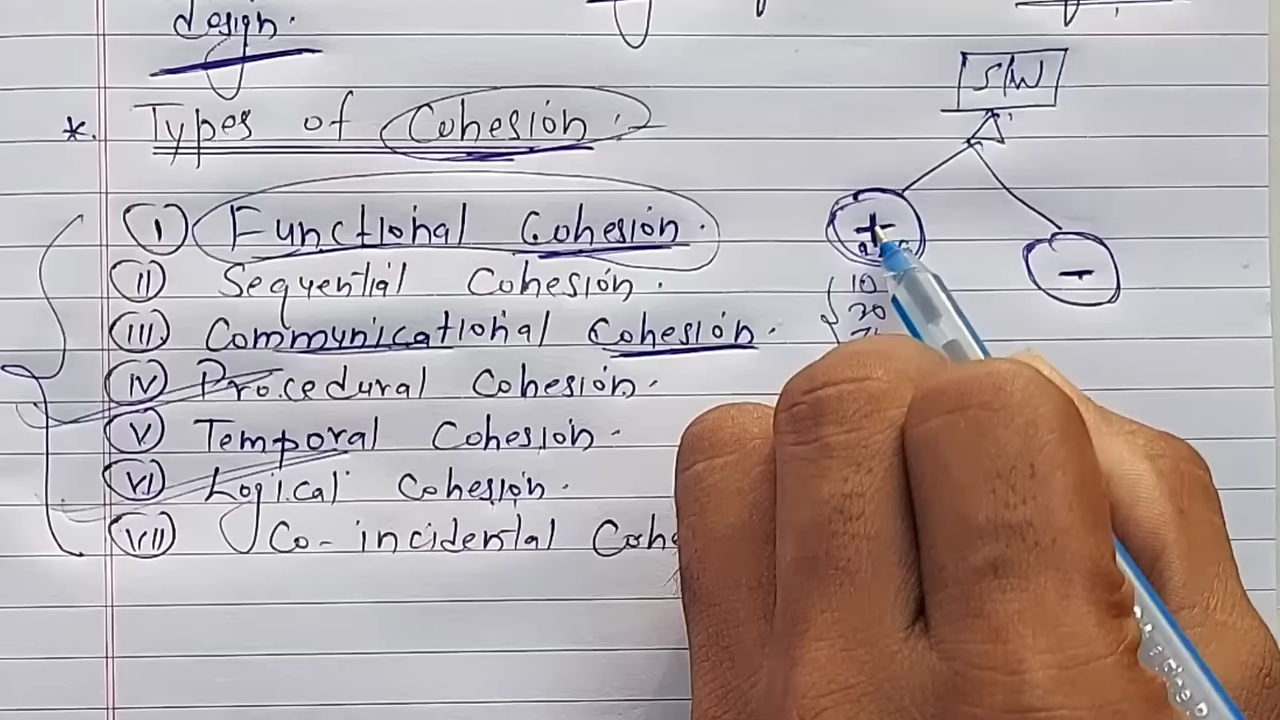 design.
* Types of Cohesion :-
S/W
(I) Functional Cohesion.
+
(II) Sequential Cohesion.
-
10
(III) Communicational Cohesion.
20
(IV) Procedural Cohesion.
(V) Temporal Cohesion.
(VI) Logical Cohesion.
(VII) Co-incidental